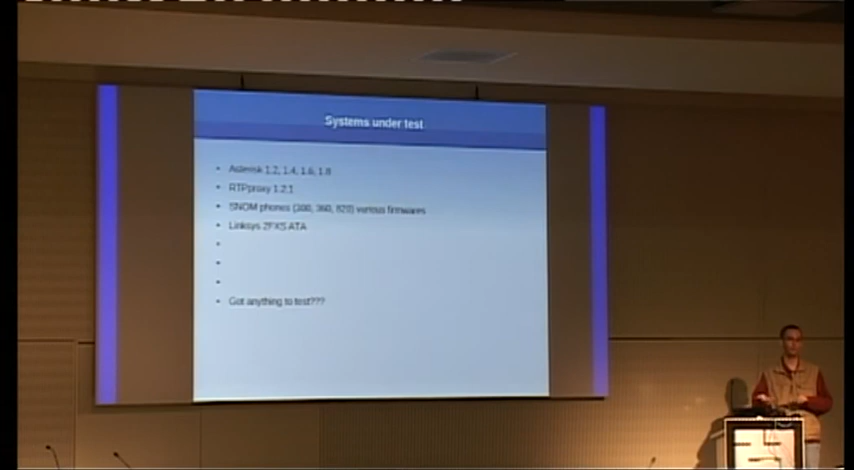 Systems under test
• Asterisk 1.2, 1.4, 1.6, 1.8
• RTPproxy 1.2.1
• SNOM phones (300, 360, 820) various firmwares
• Linksys 2FXS ATA
•
•
•
• Got anything to test???